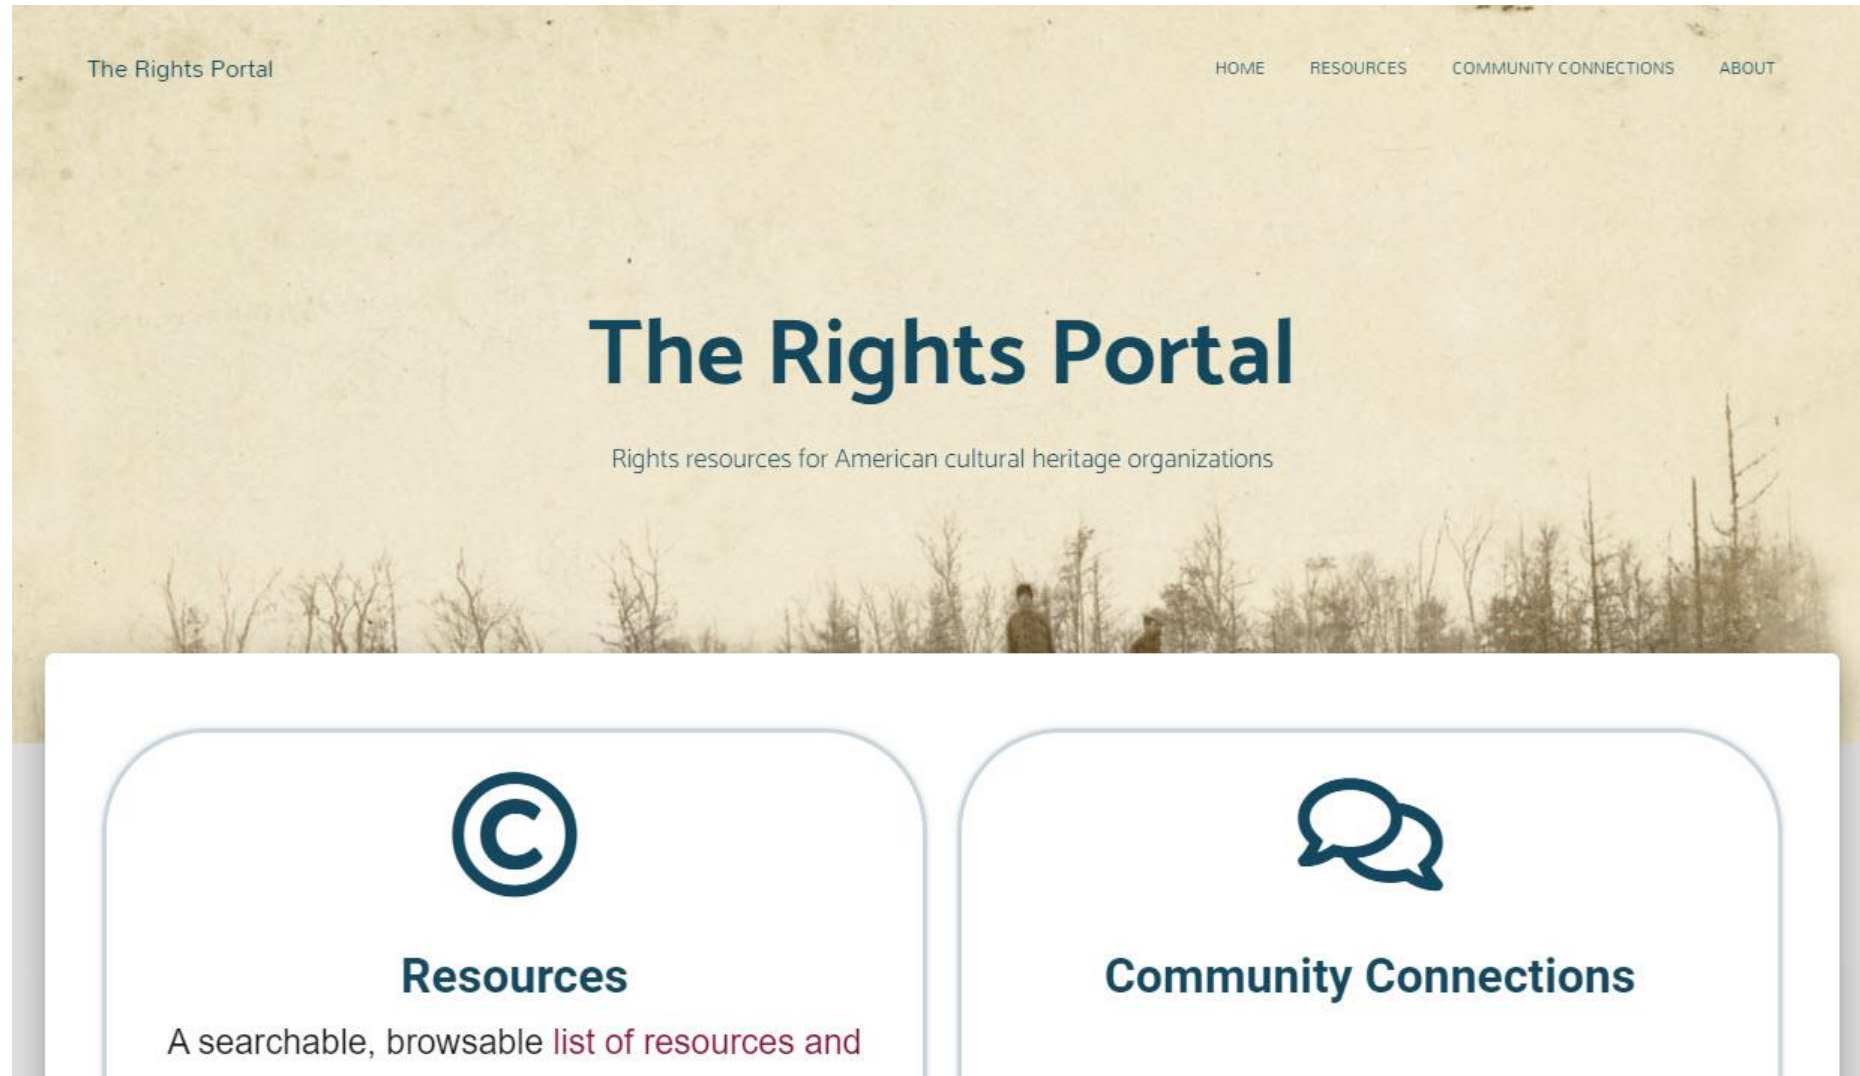 The Rights Portal
HOME RESOURCES COMMUNITY CONNECTIONS ABOUT
The Rights Portal
Rights resources for American cultural heritage organizations
Resources
A searchable, browsable list of resources and
Community Connections